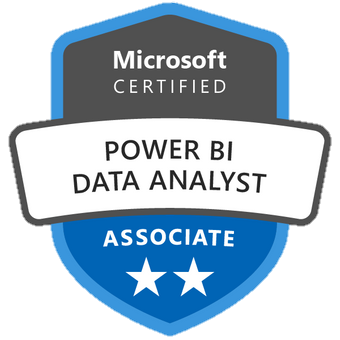 Microsoft
CERTIFIED
POWER BI
DATA ANALYST
ASSOCIATE